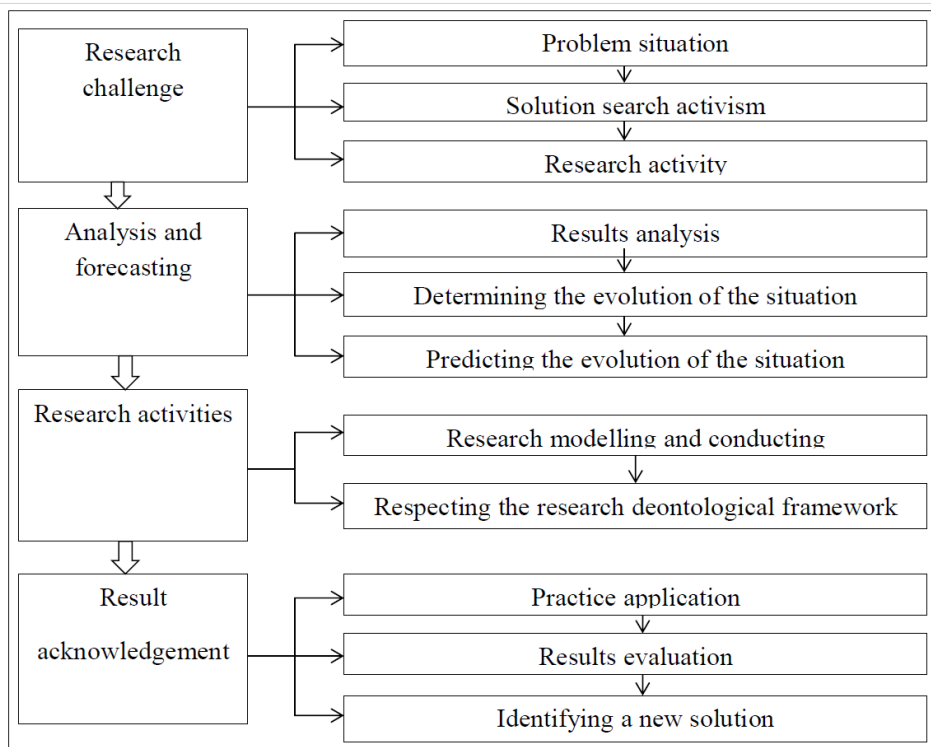 Research
challenge
Problem situation
Solution search activism
Research activity
Analysis and
forecasting
Results analysis
Determining the evolution of the situation
Predicting the evolution of the situation
Research activities
Research modelling and conducting
Respecting the research deontological framework
Result
acknowledgement
Practice application
Results evaluation
Identifying a new solution